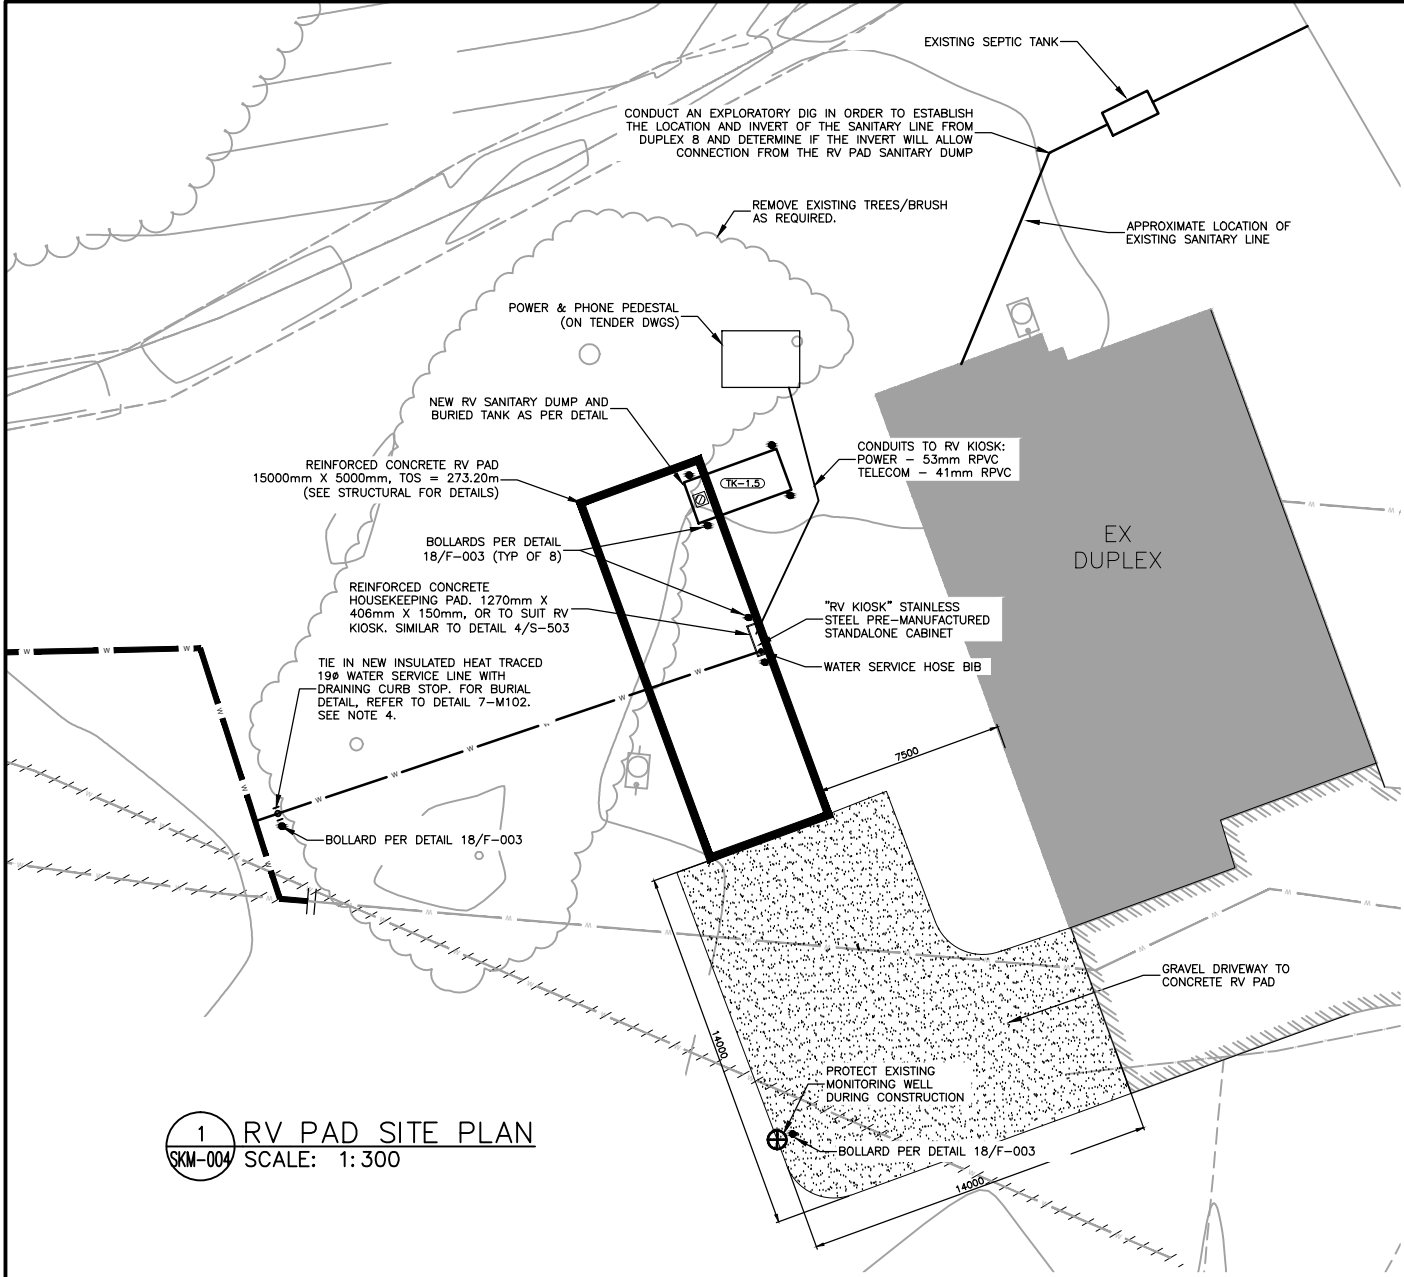 EXISTING SEPTIC TANK
CONDUCT AN EXPLORATORY DIG IN ORDER TO ESTABLISH
THE LOCATION AND INVERT OF THE SANITARY LINE FROM
DUPLEX 8 AND DETERMINE IF THE INVERT WILL ALLOW
CONNECTION FROM THE RV PAD SANITARY DUMP
REMOVE EXISTING TREES/BRUSH
AS REQUIRED.
APPROXIMATE LOCATION OF
EXISTING SANITARY LINE
POWER & PHONE PEDESTAL
(ON TENDER DWGS)
NEW RV SANITARY DUMP AND
BURIED TANK AS PER DETAIL
CONDUITS TO RV KIOSK:
POWER – 53mm RPVC
TELECOM – 41mm RPVC
REINFORCED CONCRETE RV PAD
15000mm X 5000mm, TOS = 273.20m
(SEE STRUCTURAL FOR DETAILS)
TK-1.5
BOLLARDS PER DETAIL
18/F-003 (TYP OF 8)
EX
DUPLEX
REINFORCED CONCRETE
HOUSEKEEPING PAD. 1270mm X
406mm X 150mm, OR TO SUIT RV
KIOSK. SIMILAR TO DETAIL 4/S-503
"RV KIOSK" STAINLESS
STEEL PRE-MANUFACTURED
STANDALONE CABINET
WATER SERVICE HOSE BIB
TIE IN NEW INSULATED HEAT TRACED
19ø WATER SERVICE LINE WITH
DRAINING CURB STOP. FOR BURIAL
DETAIL, REFER TO DETAIL 7-M102.
SEE NOTE 4.
7500
BOLLARD PER DETAIL 18/F-003
GRAVEL DRIVEWAY TO
CONCRETE RV PAD
14000
PROTECT EXISTING
MONITORING WELL
DURING CONSTRUCTION
BOLLARD PER DETAIL 18/F-003
14000
1
SKM-004
RV PAD SITE PLAN
SCALE: 1:300